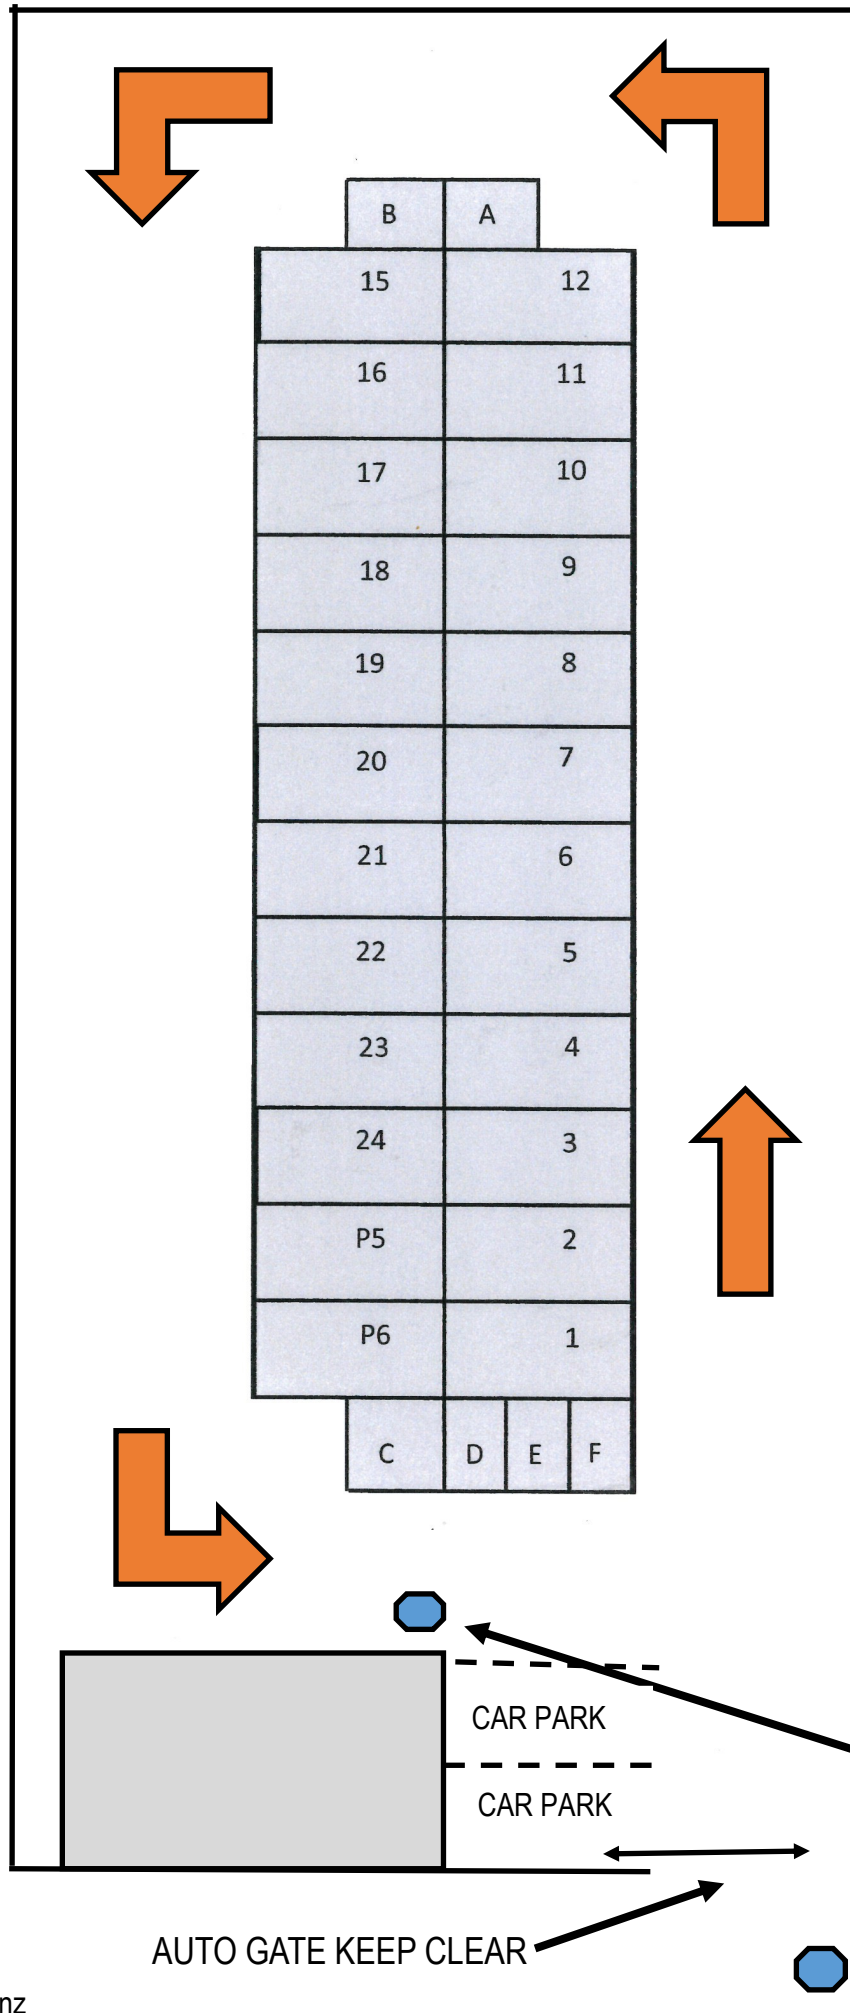 B A
15 12
16 11
17 10
18 9
19 8
20 7
21 6
22 5
23 4
24 3
P5 2
P6 1
C D E F
CAR PARK
CAR PARK
AUTO GATE KEEP CLEAR
nz